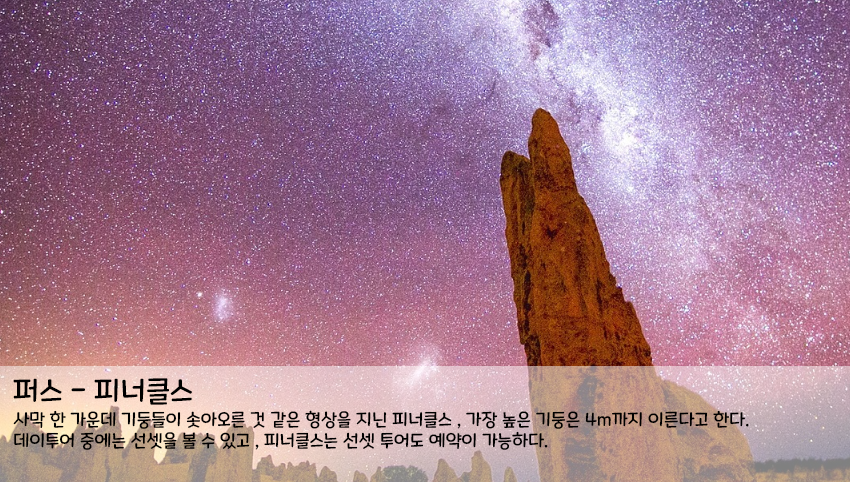 퍼스 - 피너클스
사막 한 가운데 기둥들이 솟아오른 것 같은 형상을 지닌 피너클스 , 가장 높은 기둥은 4m까지 이른다고 한다.
데이투어 중에는 선셋을 볼 수 있고 , 피너클스는 선셋 투어도 예약이 가능하다.